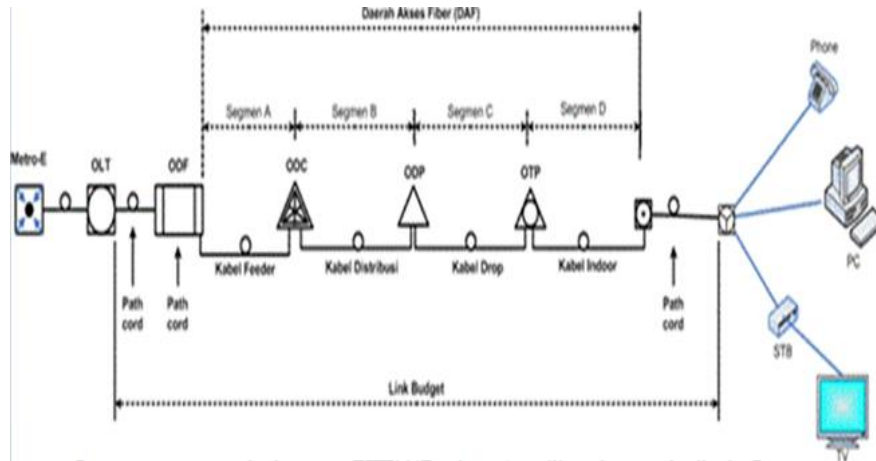 Daerah Akses Fiber (DAF)
Segmen A
Segmen B
Segmen C
Segmen D
Phone
Metro-E
OLT
ODF
ODC
ODP
OTP
PC
Kabel Feeder
Kabel Distribusi
Kabel Drop
Kabel Indoor
Path
cord
Path
cord
Path
cord
STB
Link Budget
TV